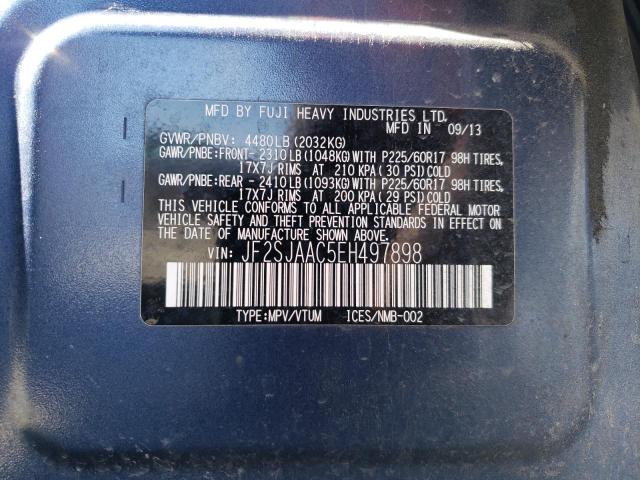 MFD BY FUJI HEAVY INDUSTRIES LTD.
MFD IN 09/13
GVWR/PNBV: 4480LB(2032KG)
GAWR/PNBE:FRONT- 2310LB(1048KG)WITH P225/60R17 98H TIRES,
17X7J RIMS AT 210 KPA(30 PSI)COLD
GAWR/PNBE:REAR - 2410LB(1093KG)WITH P225/60R17 98H TIRES,
17X7J RIMS AT 200 KPA(29 PSI)COLD
THIS VEHICLE CONFORMS TO ALL APPLICABLE FEDERAL MOTOR
VEHICLE SAFETY AND THEFT PREVENTION STANDARDS IN EFFECT ON
THE DATE OF MANUFACTURE SHOWN ABOVE.
VIN: JF2SJAAC5EH497898
TYPE:MPV/VTUM ICES/NMB-002